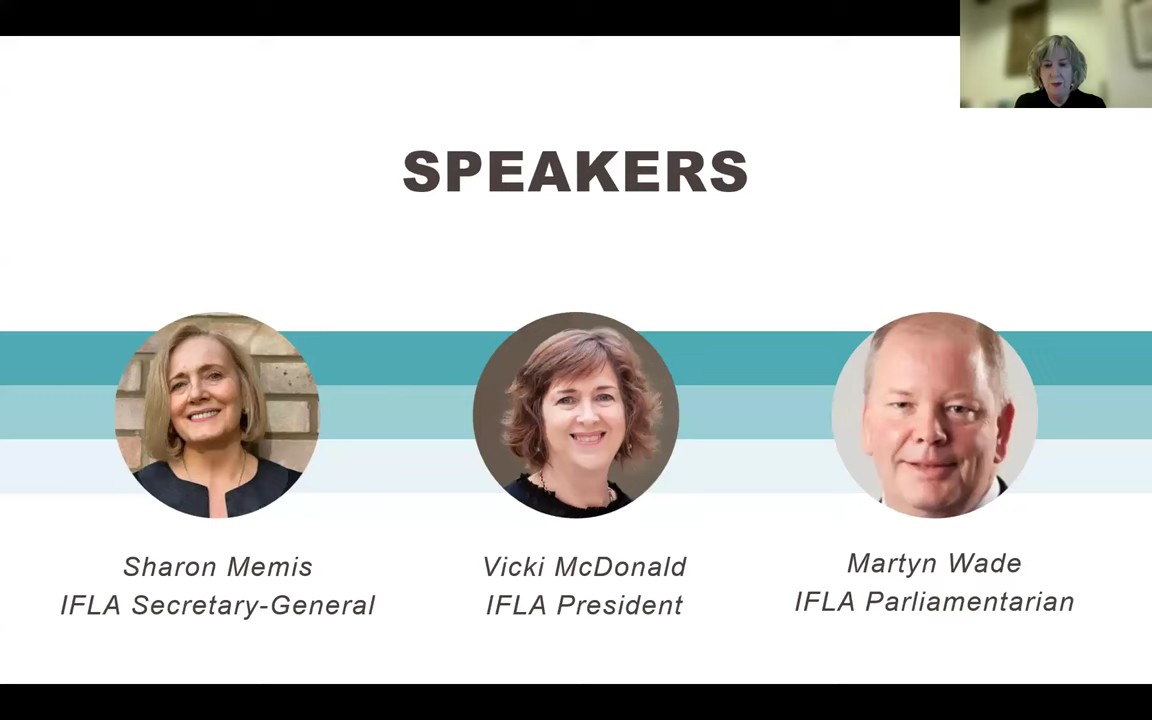 SPEAKERS
Sharon Memis
IFLA Secretary-General
Vicki McDonald
IFLA President
Martyn Wade
IFLA Parliamentarian